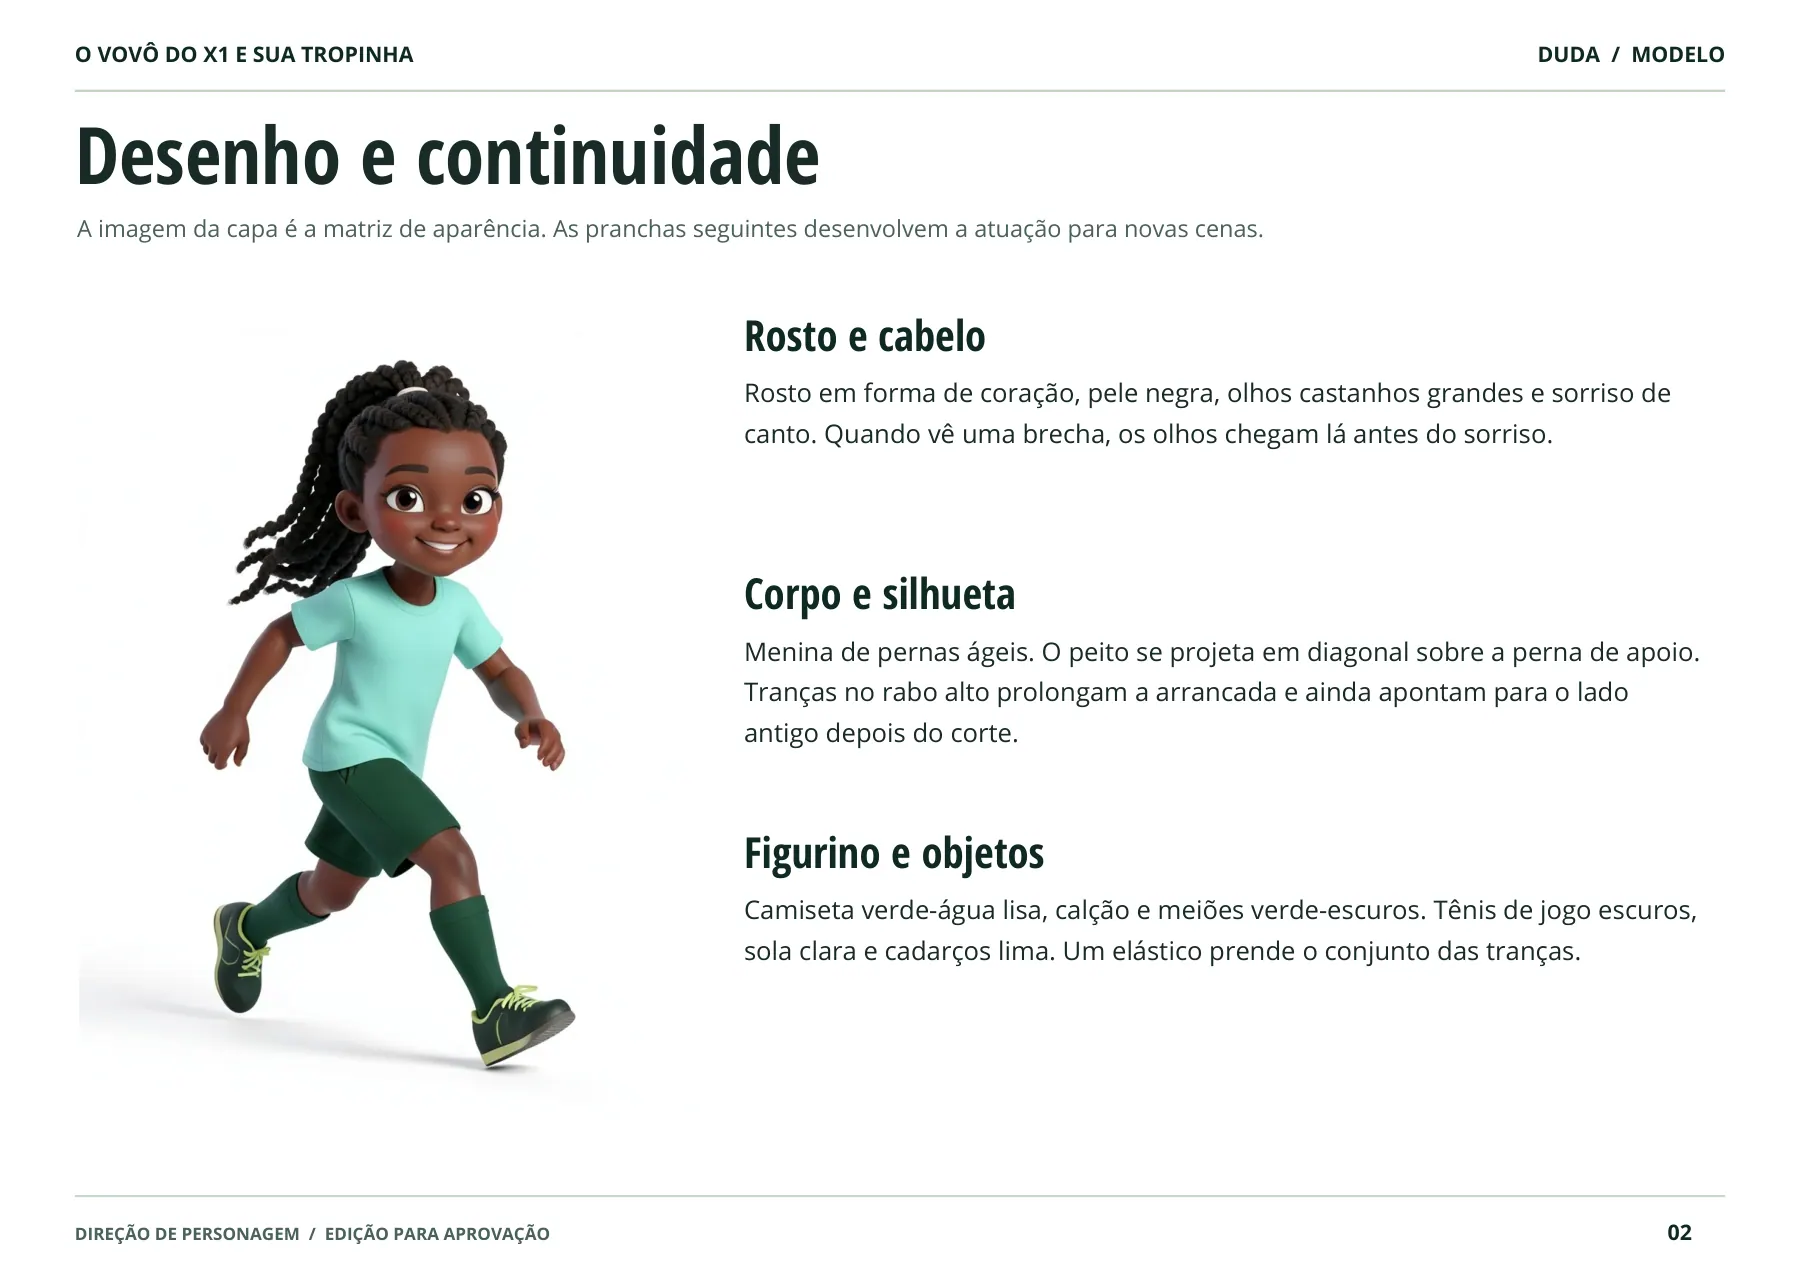 O VOVÔ DO X1 E SUA TROPINHA
DUDA / MODELO
Desenho e continuidade
A imagem da capa é a matriz de aparência. As pranchas seguintes desenvolvem a atuação para novas cenas.
Rosto e cabelo
Rosto em forma de coração, pele negra, olhos castanhos grandes e sorriso de
canto. Quando vê uma brecha, os olhos chegam lá antes do sorriso.
Corpo e silhueta
Menina de pernas ágeis. O peito se projeta em diagonal sobre a perna de apoio.
Tranças no rabo alto prolongam a arrancada e ainda apontam para o lado
antigo depois do corte.
Figurino e objetos
Camiseta verde-água lisa, calção e meiões verde-escuros. Tênis de jogo escuros,
sola clara e cadarços lima. Um elástico prende o conjunto das tranças.
DIREÇÃO DE PERSONAGEM / EDIÇÃO PARA APROVAÇÃO
02